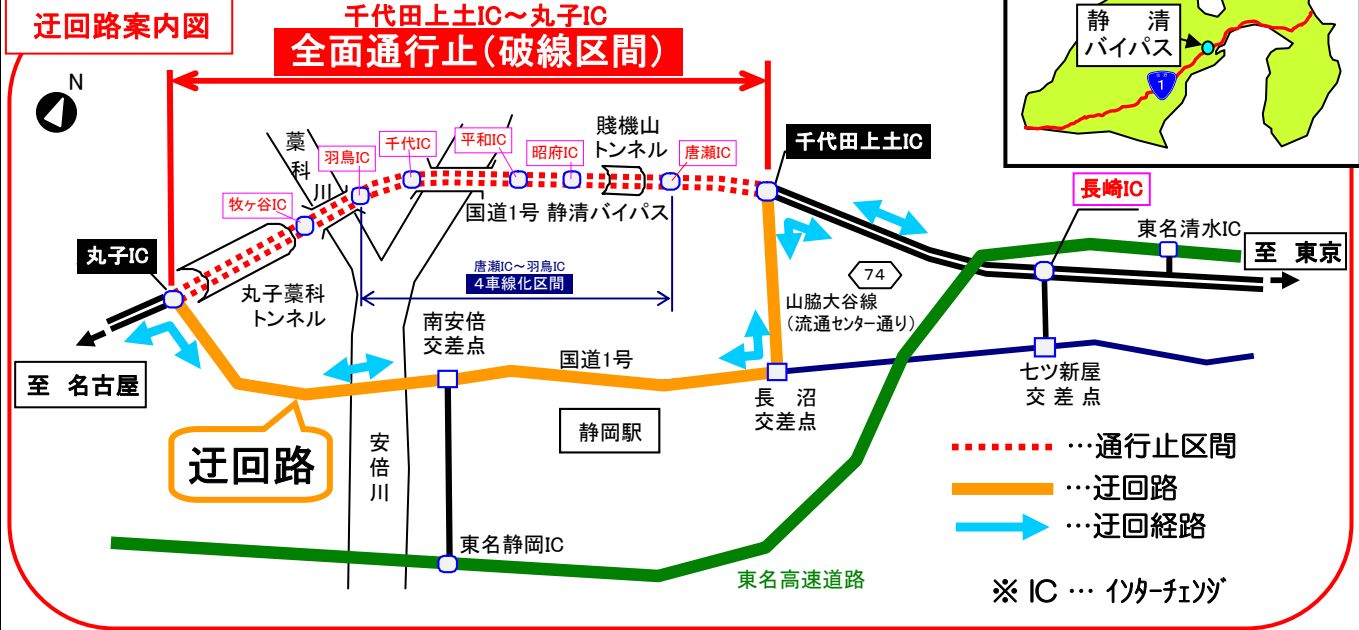 迂回路案内図
千代田上土IC～丸子IC
全面通行止(破線区間)
静　清
バイパス
国道
1
N
藁科川
羽鳥IC
千代IC
平和IC
昭府IC
賤機山
トンネル
唐瀬IC
千代田上土IC
牧ヶ谷IC
国道1号 静清バイパス
長崎IC
東名清水IC
至 東京
丸子IC
唐瀬IC～羽鳥IC
4車線化区間
74
丸子藁科
トンネル
山脇大谷線
(流通センター通り)
南安倍
交差点
国道1号
至 名古屋
七ツ新屋
交差点
長　沼
交差点
静岡駅
迂回路
安倍川
…通行止区間
…迂回路
…迂回経路
東名静岡IC
東名高速道路
※ IC … インターチェンジ